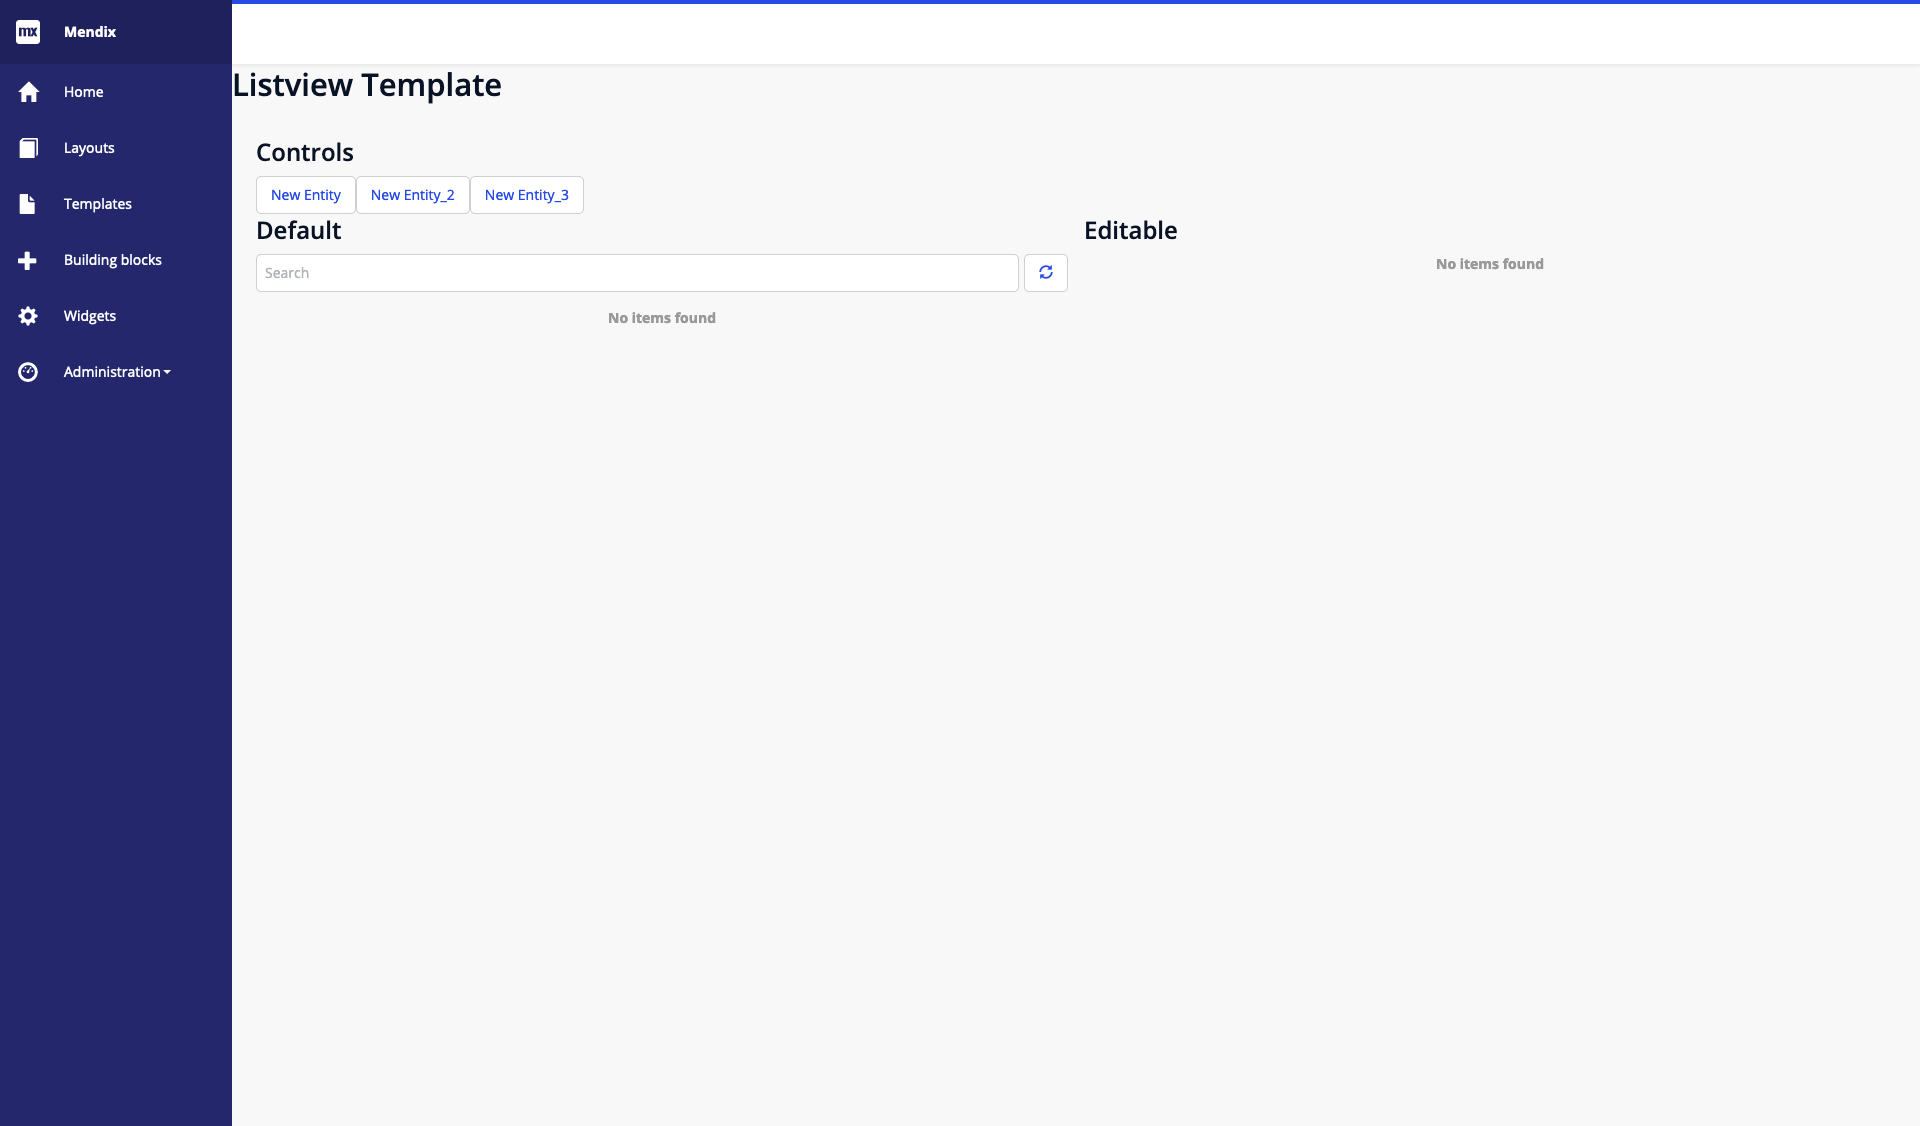 mx Mendix
Home
Layouts
Templates
Building blocks
Widgets
Administration
Listview Template
Controls
New Entity New Entity_2 New Entity_3
Default
Search
No items found
Editable
No items found